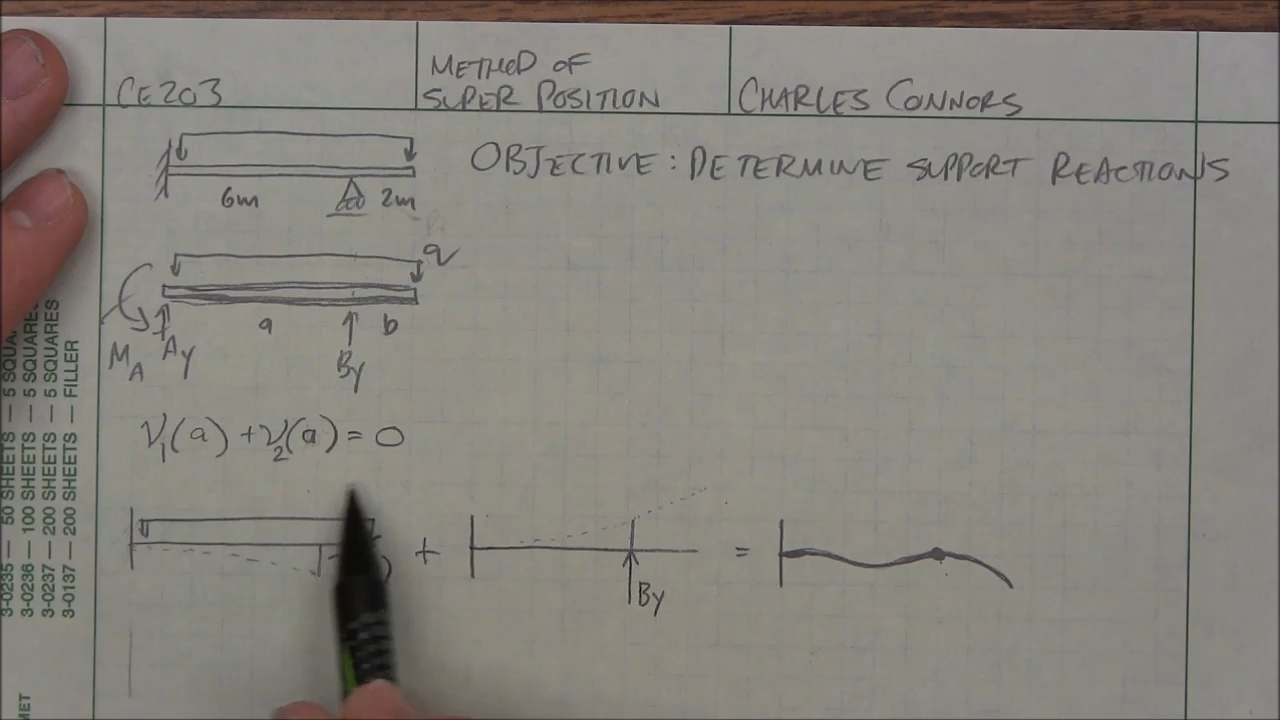 CE203
METHOD OF
SUPER POSITION
CHARLES CONNORS
OBJECTIVE: DETERMINE SUPPORT REACTIONS
6m 2m
q
a b
MA Ay By
ν1(a) + ν2(a) = 0
+ =
By
3-0235 — 50 SHEETS — 5 SQUARES
3-0236 — 100 SHEETS — 5 SQUARES
3-0237 — 200 SHEETS — 5 SQUARES
3-0137 — 200 SHEETS — FILLER